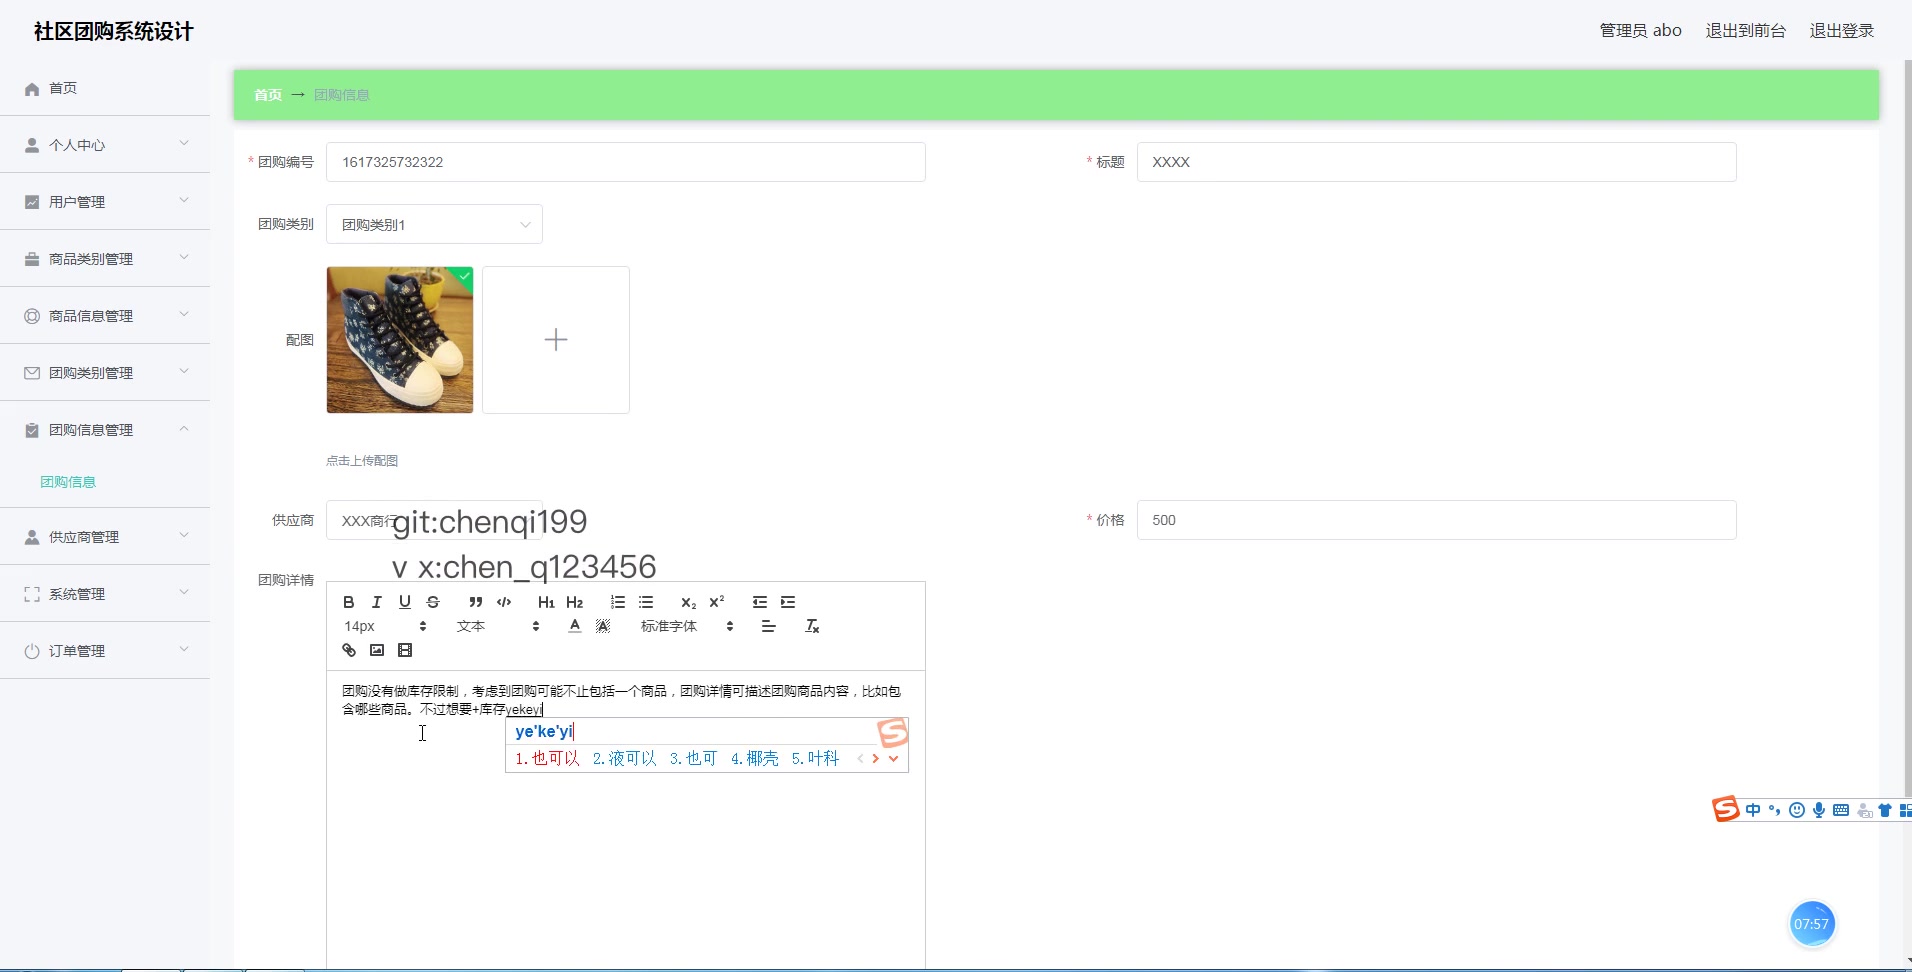 社区团购系统设计
管理员 abo
退出到前台
退出登录
首页
个人中心
用户管理
商品类别管理
商品信息管理
团购类别管理
团购信息管理
团购信息
供应商管理
系统管理
订单管理
首页 → 团购信息
* 团购编号
1617325732322
* 标题
XXXX
团购类别
团购类别1
配图
点击上传配图
供应商
XXX商行
* 价格
500
git:chenqi199
v x:chen_q123456
团购详情
B I U S ” </> H1 H2 X2 X2
14px
文本
A A
标准字体
Tx
团购没有做库存限制，考虑到团购可能不止包括一个商品，团购详情可描述团购商品内容，比如包
含哪些商品。不过想要+库存yekeyi
ye'ke'yi
1.也可以 2.液可以 3.也可 4.椰壳 5.叶科
S
S 中 °,
07:57